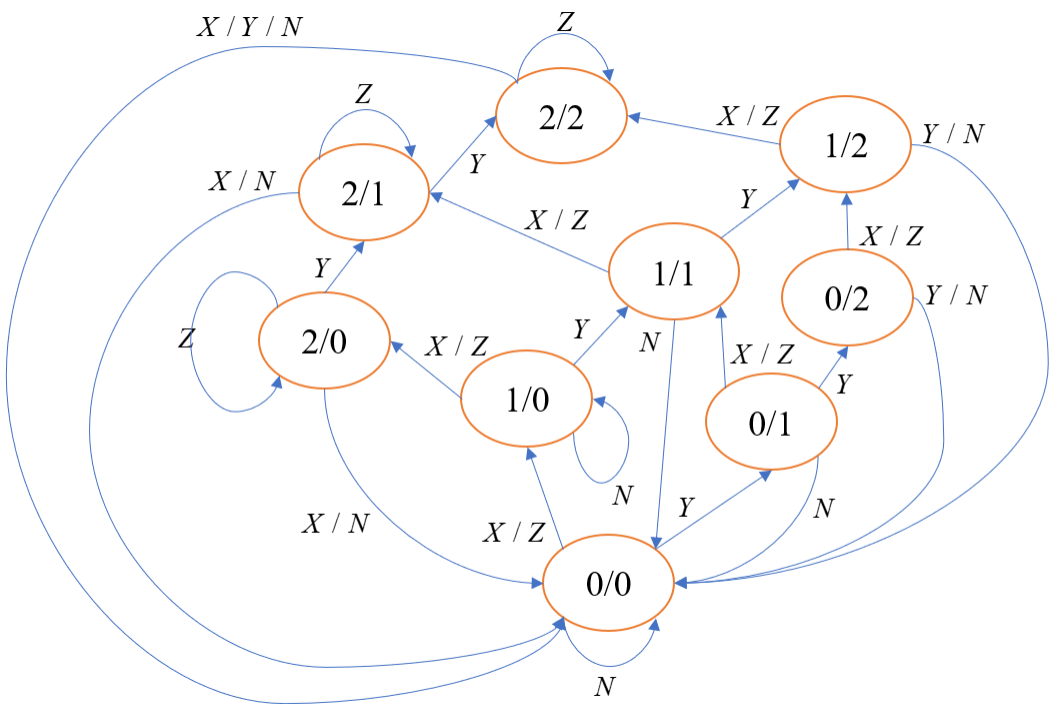 X / Y / N
Z
2/2
Z
X / Z
1/2
Y / N
Y
X / N
2/1
Y
X / Z
X / Z
Y
1/1
0/2
Y / N
Z
2/0
X / Z
Y
N
X / Z
Y
1/0
0/1
N
X / N
X / Z
Y
N
0/0
N